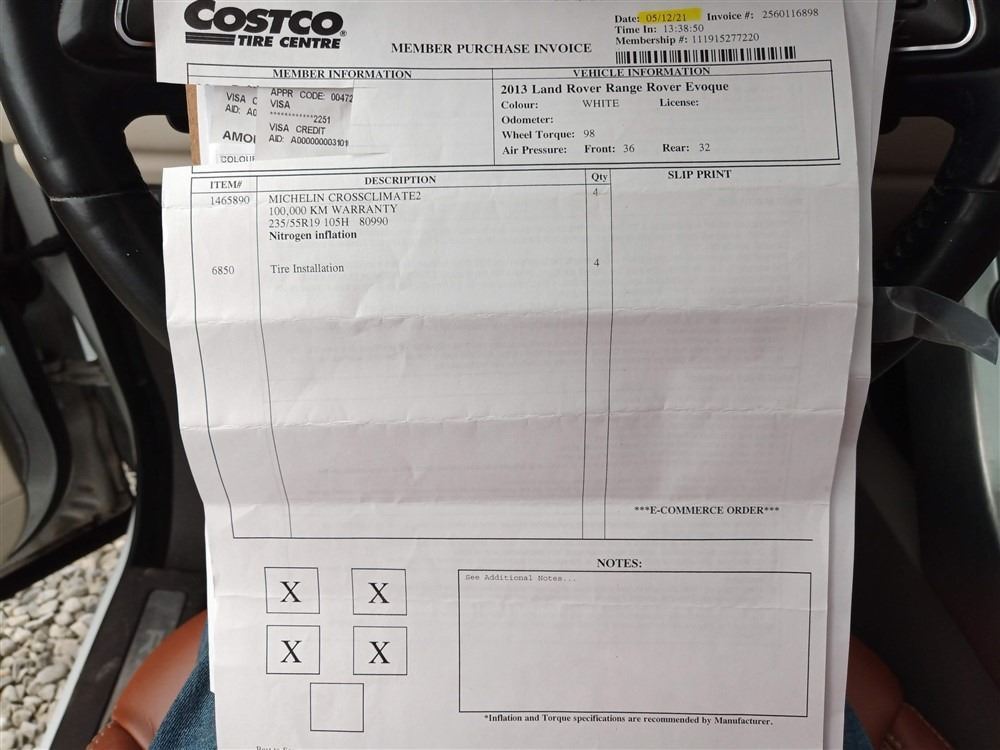 COSTCO
TIRE CENTRE
MEMBER PURCHASE INVOICE
Date: 05/12/21 Invoice #: 2560116898
Time In: 13:38:50
Membership #: 111915277220
MEMBER INFORMATION
VISA C
AID: A0
AMO
COLOUR
APPR CODE: 00472
VISA
************2251
VISA CREDIT
AID: A000000003101
VEHICLE INFORMATION
2013 Land Rover Range Rover Evoque
Colour: WHITE License:
Odometer:
Wheel Torque: 98
Air Pressure: Front: 36 Rear: 32
ITEM# DESCRIPTION Qty SLIP PRINT
1465890 MICHELIN CROSSCLIMATE2 4
100,000 KM WARRANTY
235/55R19 105H 80990
Nitrogen inflation
6850 Tire Installation 4
***E-COMMERCE ORDER***
X X
X X
NOTES:
See Additional Notes...
*Inflation and Torque specifications are recommended by Manufacturer.